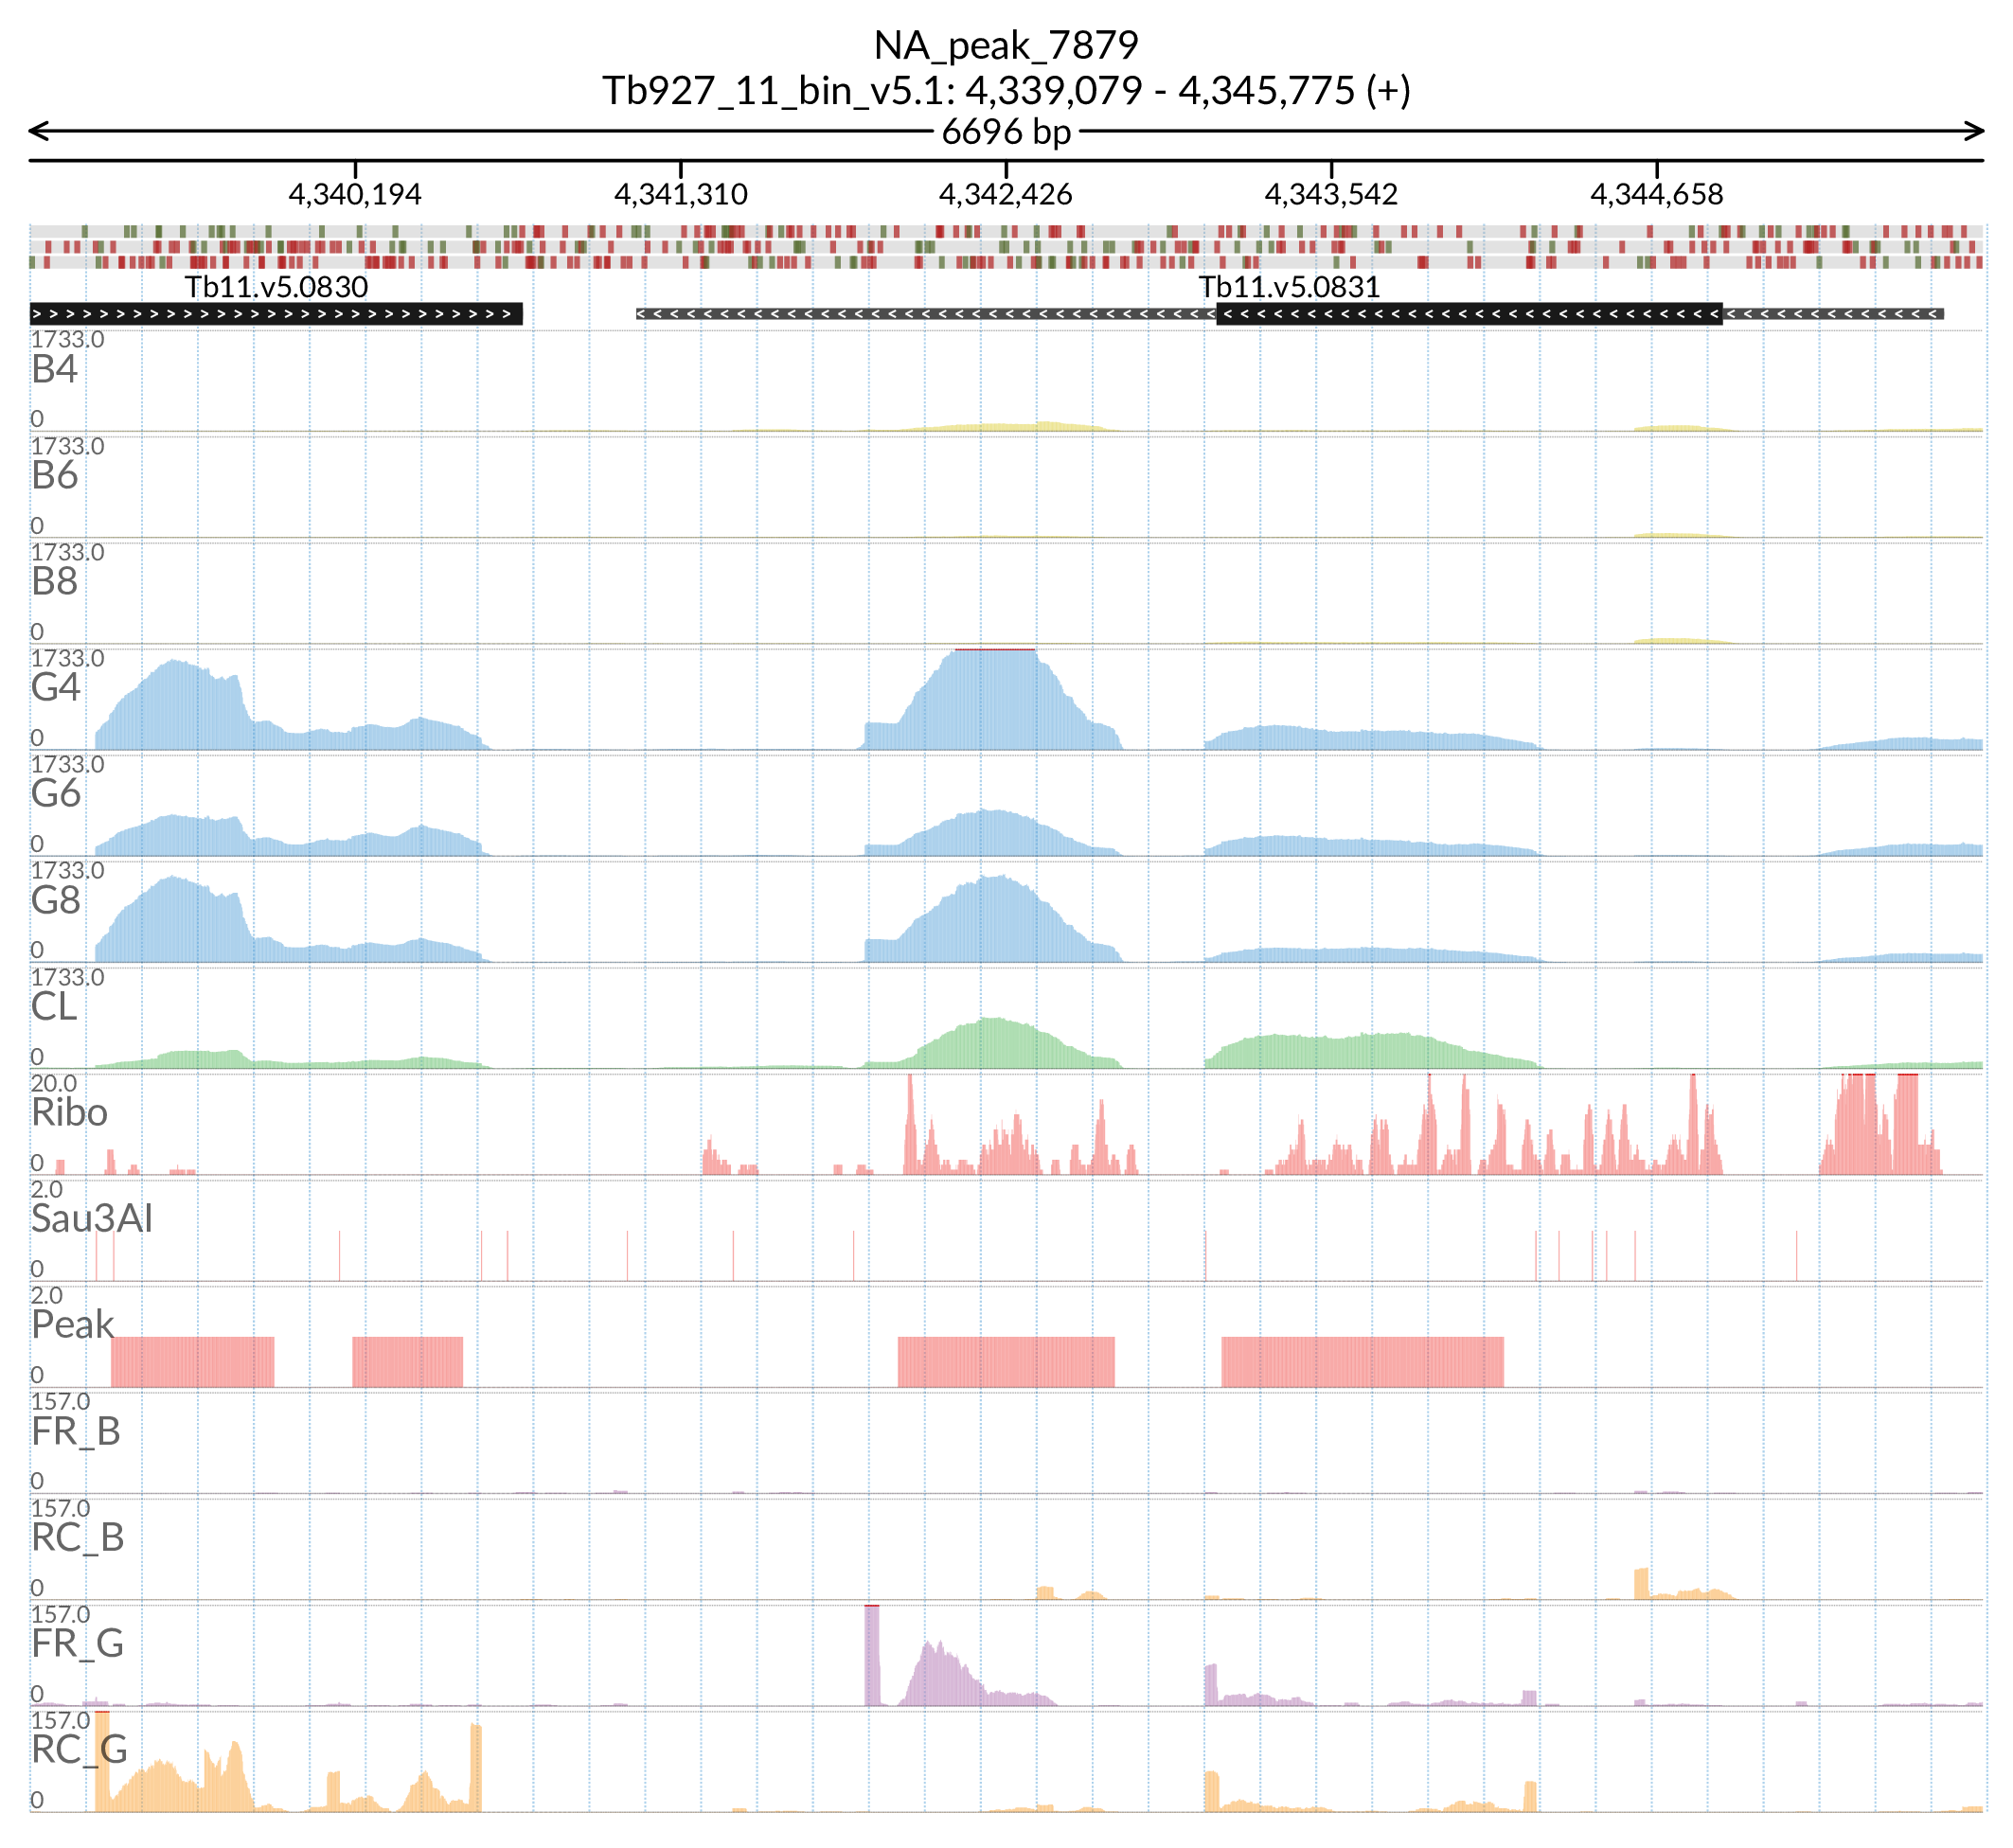 NA_peak_7879
Tb927_11_bin_v5.1: 4,339,079 - 4,345,775 (+)
6696 bp
4,340,194 4,341,310 4,342,426 4,343,542 4,344,658
Tb11.v5.0830 Tb11.v5.0831
1733.0
B4
0
1733.0
B6
0
1733.0
B8
0
1733.0
G4
0
1733.0
G6
0
1733.0
G8
0
1733.0
CL
0
20.0
Ribo
0
2.0
Sau3AI
0
2.0
Peak
0
157.0
FR_B
0
157.0
RC_B
0
157.0
FR_G
0
157.0
RC_G
0